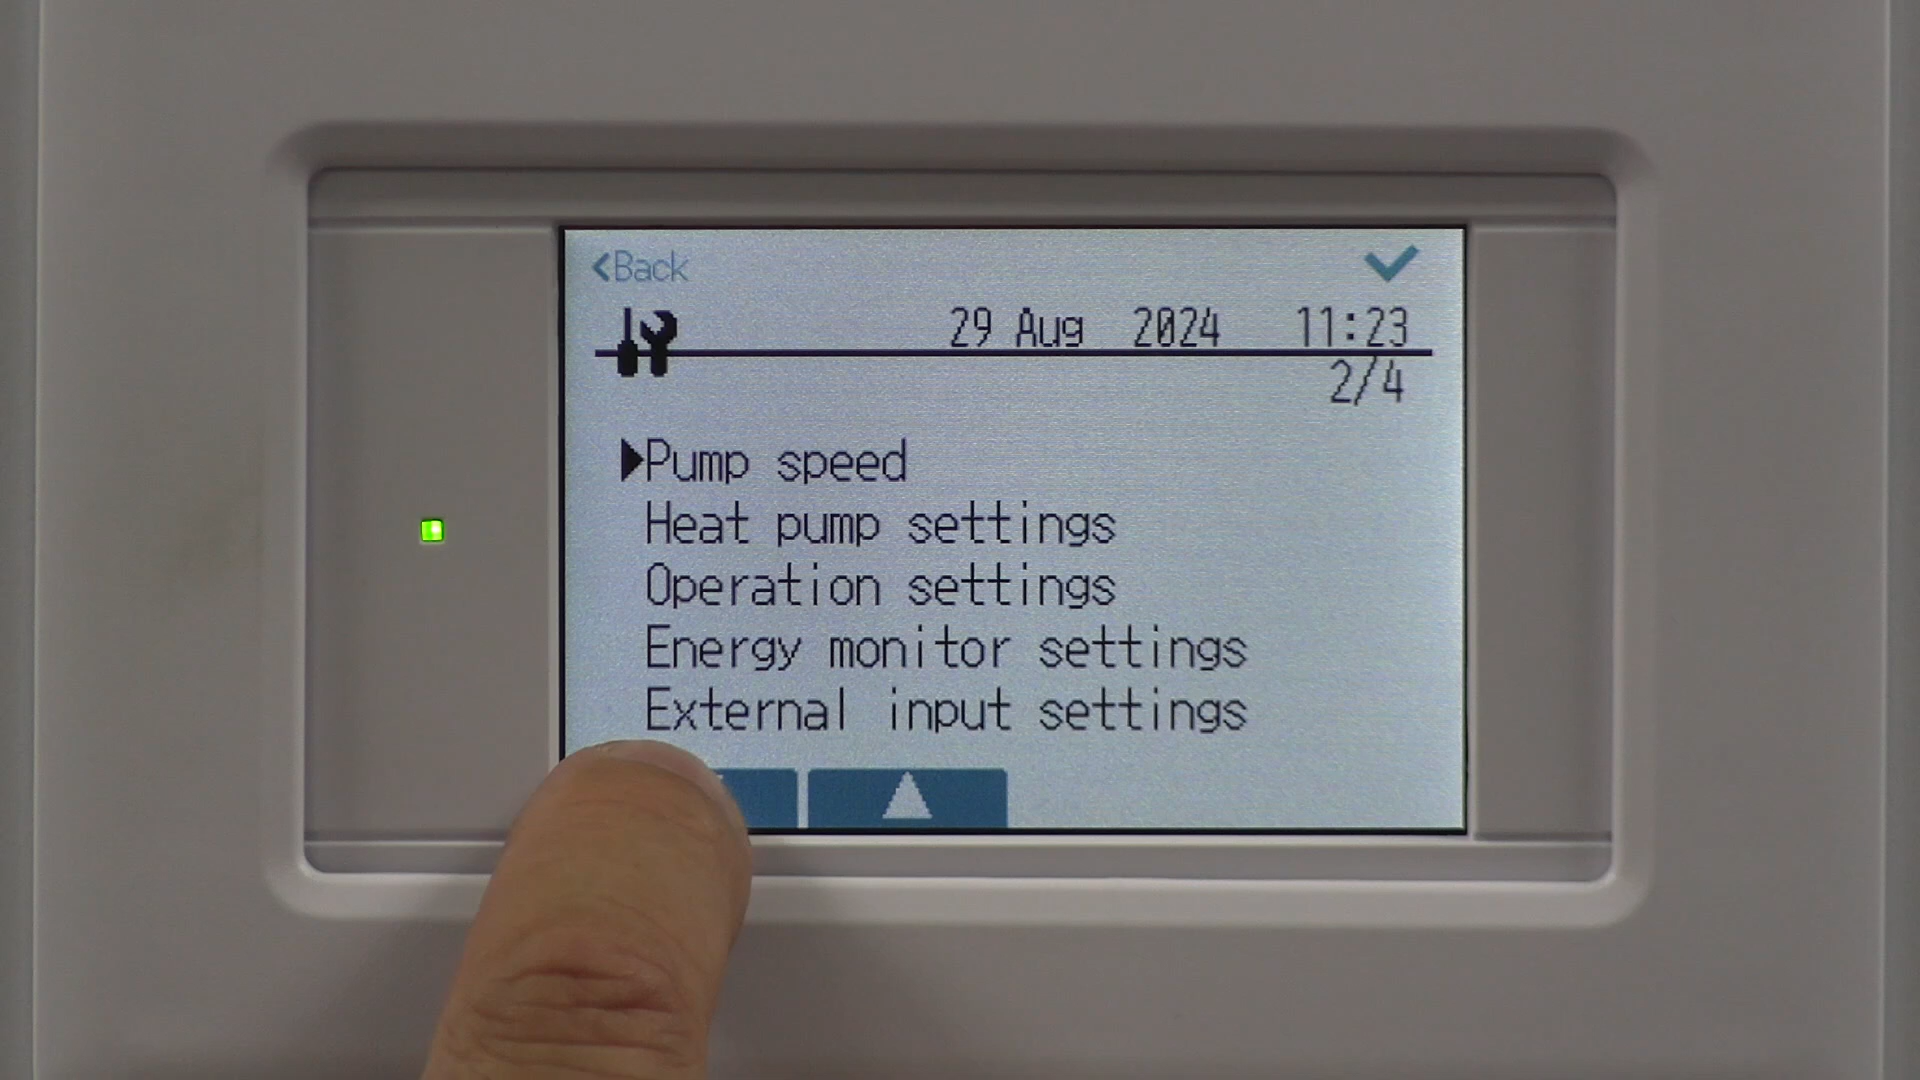 <Back
29 Aug 2024 11:23
2/4
Pump speed
Heat pump settings
Operation settings
Energy monitor settings
External input settings